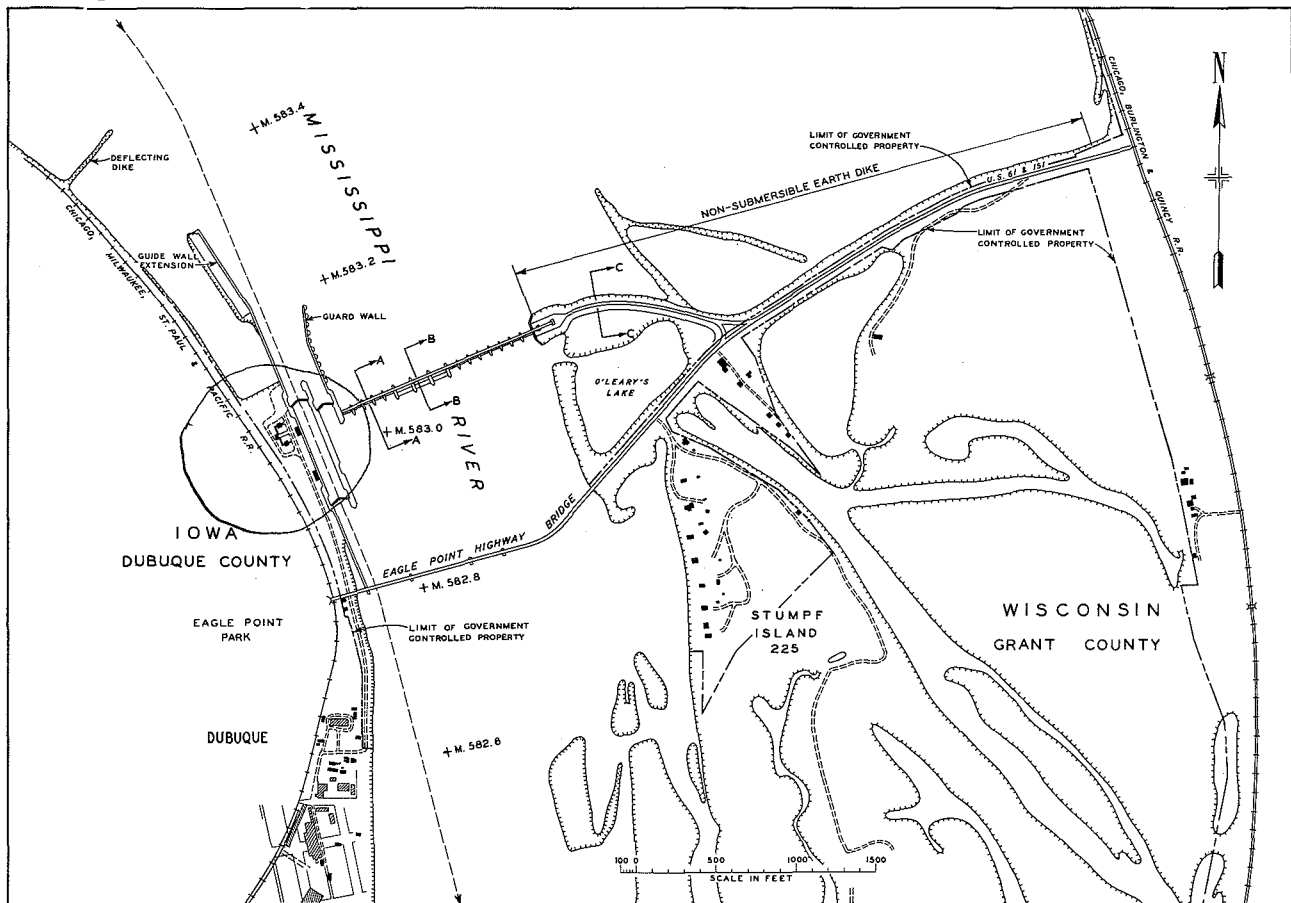 M. 583.4
MISSISSIPPI
RIVER
DEFLECTING
DIKE
CHICAGO, MILWAUKEE, ST. PAUL & PACIFIC R.R.
GUIDE WALL
EXTENSION
M. 583.2
GUARD WALL
NON-SUBMERSIBLE EARTH DIKE
LIMIT OF GOVERNMENT
CONTROLLED PROPERTY
U.S. 61 & 151
CHICAGO, BURLINGTON & QUINCY R.R.
N
LIMIT OF GOVERNMENT
CONTROLLED PROPERTY
C
C
B
B
A
A
M. 583.0
O'LEARY'S
LAKE
IOWA
DUBUQUE COUNTY
EAGLE POINT HIGHWAY BRIDGE
M. 582.8
EAGLE POINT
PARK
LIMIT OF GOVERNMENT
CONTROLLED PROPERTY
STUMPF
ISLAND
225
WISCONSIN
GRANT COUNTY
DUBUQUE
M. 582.6
100 0 500 1000 1500
SCALE IN FEET